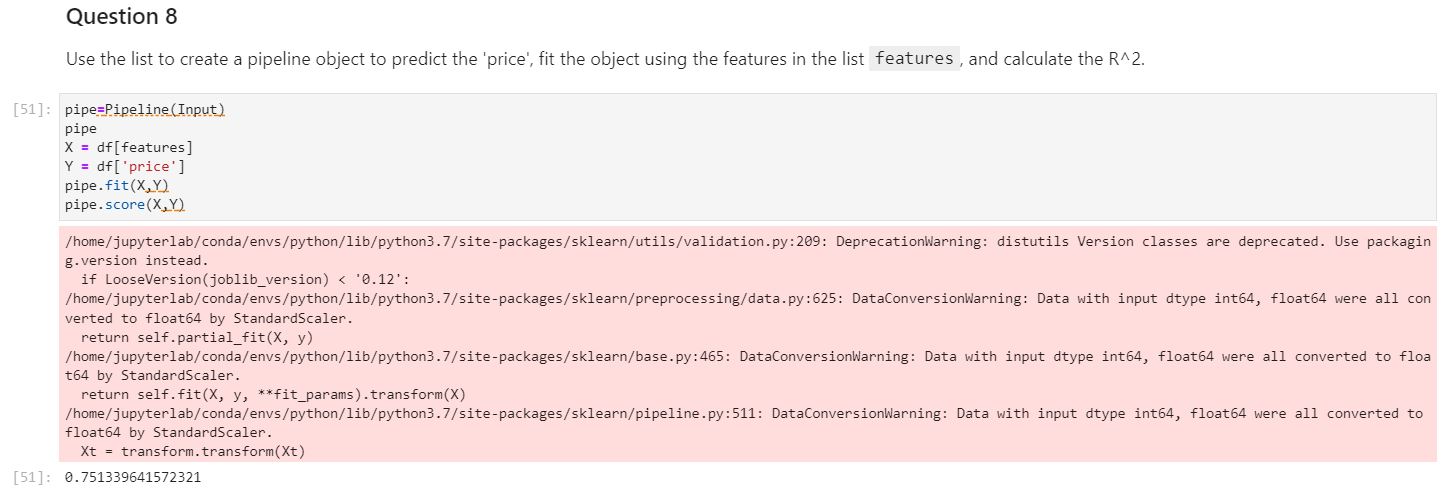 Question 8
Use the list to create a pipeline object to predict the 'price', fit the object using the features in the list features , and calculate the R^2.
[51]: pipe=Pipeline(Input)
pipe
X = df[features]
Y = df['price']
pipe.fit(X,Y)
pipe.score(X,Y)
/home/jupyterlab/conda/envs/python/lib/python3.7/site-packages/sklearn/utils/validation.py:209: DeprecationWarning: distutils Version classes are deprecated. Use packagin
g.version instead.
  if LooseVersion(joblib_version) < '0.12':
/home/jupyterlab/conda/envs/python/lib/python3.7/site-packages/sklearn/preprocessing/data.py:625: DataConversionWarning: Data with input dtype int64, float64 were all con
verted to float64 by StandardScaler.
  return self.partial_fit(X, y)
/home/jupyterlab/conda/envs/python/lib/python3.7/site-packages/sklearn/base.py:465: DataConversionWarning: Data with input dtype int64, float64 were all converted to floa
t64 by StandardScaler.
  return self.fit(X, y, **fit_params).transform(X)
/home/jupyterlab/conda/envs/python/lib/python3.7/site-packages/sklearn/pipeline.py:511: DataConversionWarning: Data with input dtype int64, float64 were all converted to
float64 by StandardScaler.
  Xt = transform.transform(Xt)
[51]: 0.751339641572321